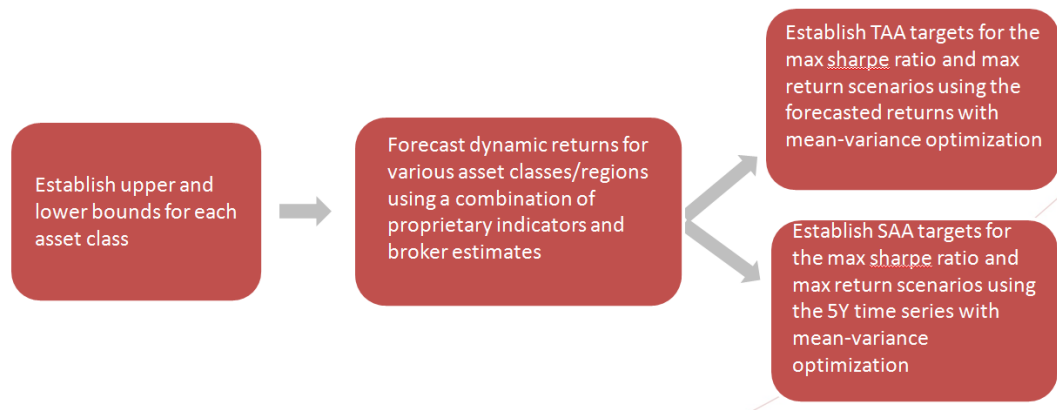 Establish upper and
lower bounds for each
asset class
Forecast dynamic returns for
various asset classes/regions
using a combination of
proprietary indicators and
broker estimates
Establish TAA targets for the
max sharpe ratio and max
return scenarios using the
forecasted returns with
mean-variance optimization
Establish SAA targets for
the max sharpe ratio and
max return scenarios using
the 5Y time series with
mean-variance
optimization